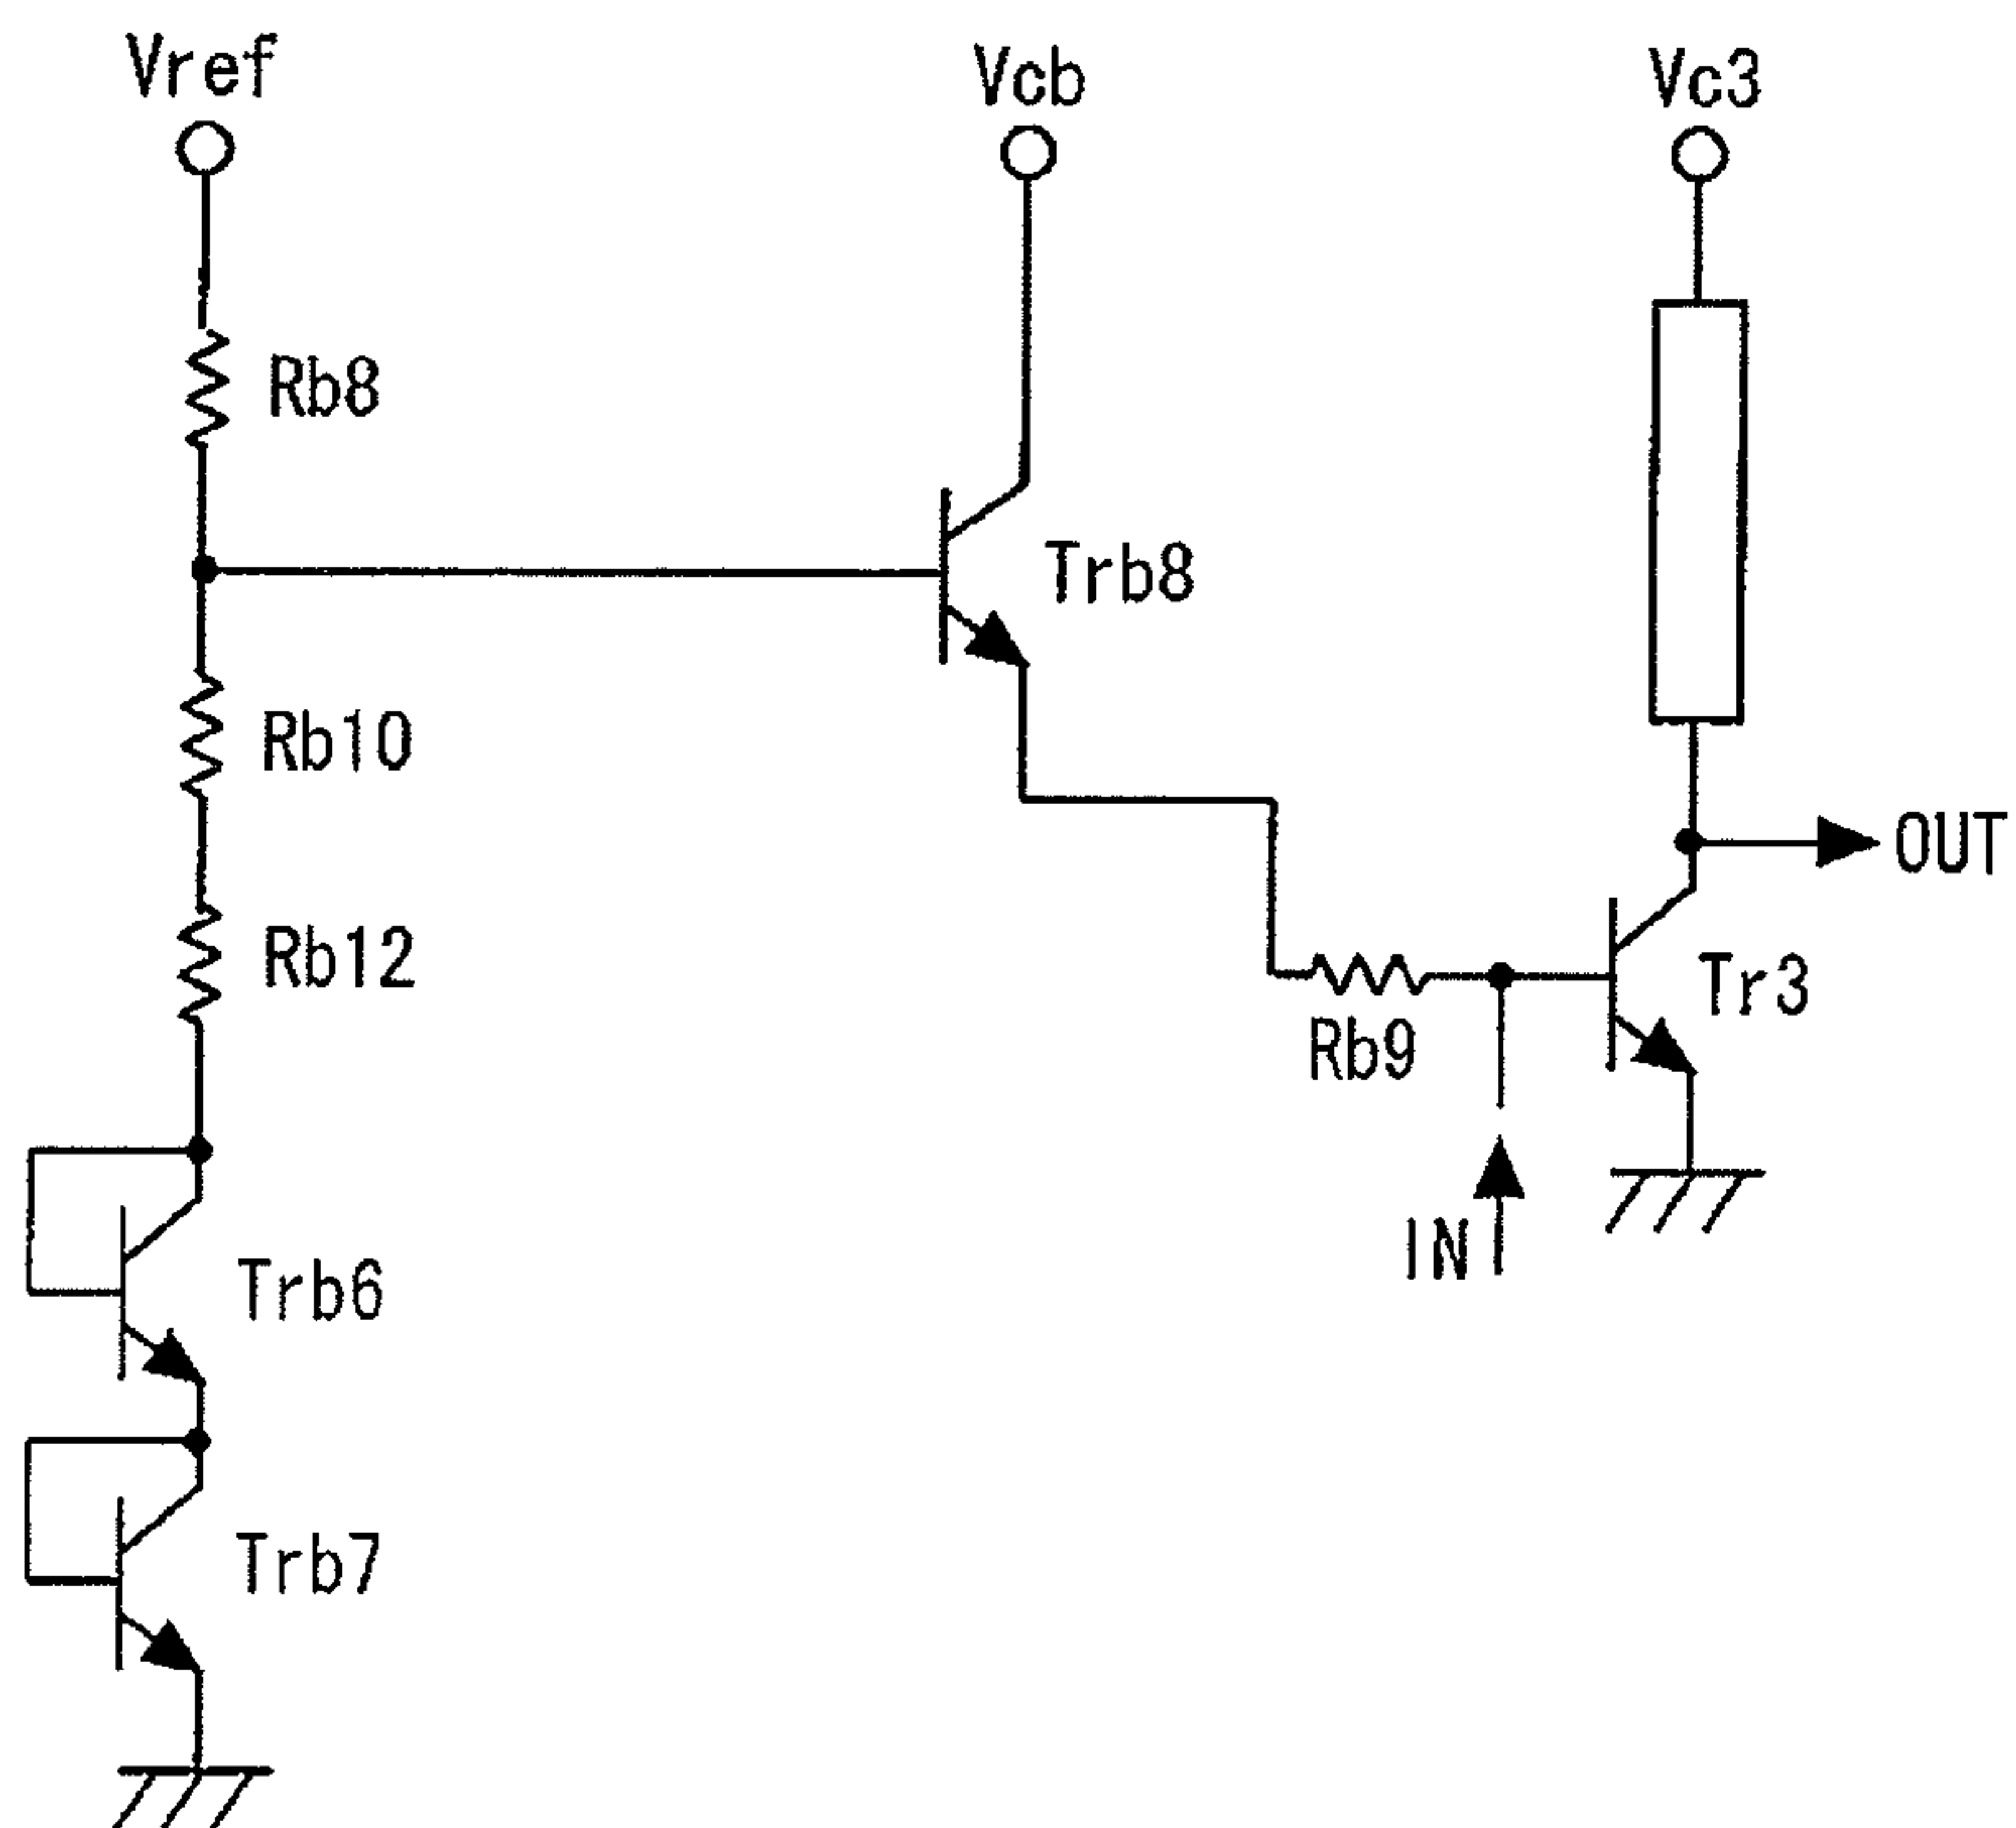 Vref
Vcb
Vc3
Rb8
Trb8
Rb10
OUT
Rb12
Tr3
Rb9
IN
Trb6
Trb7